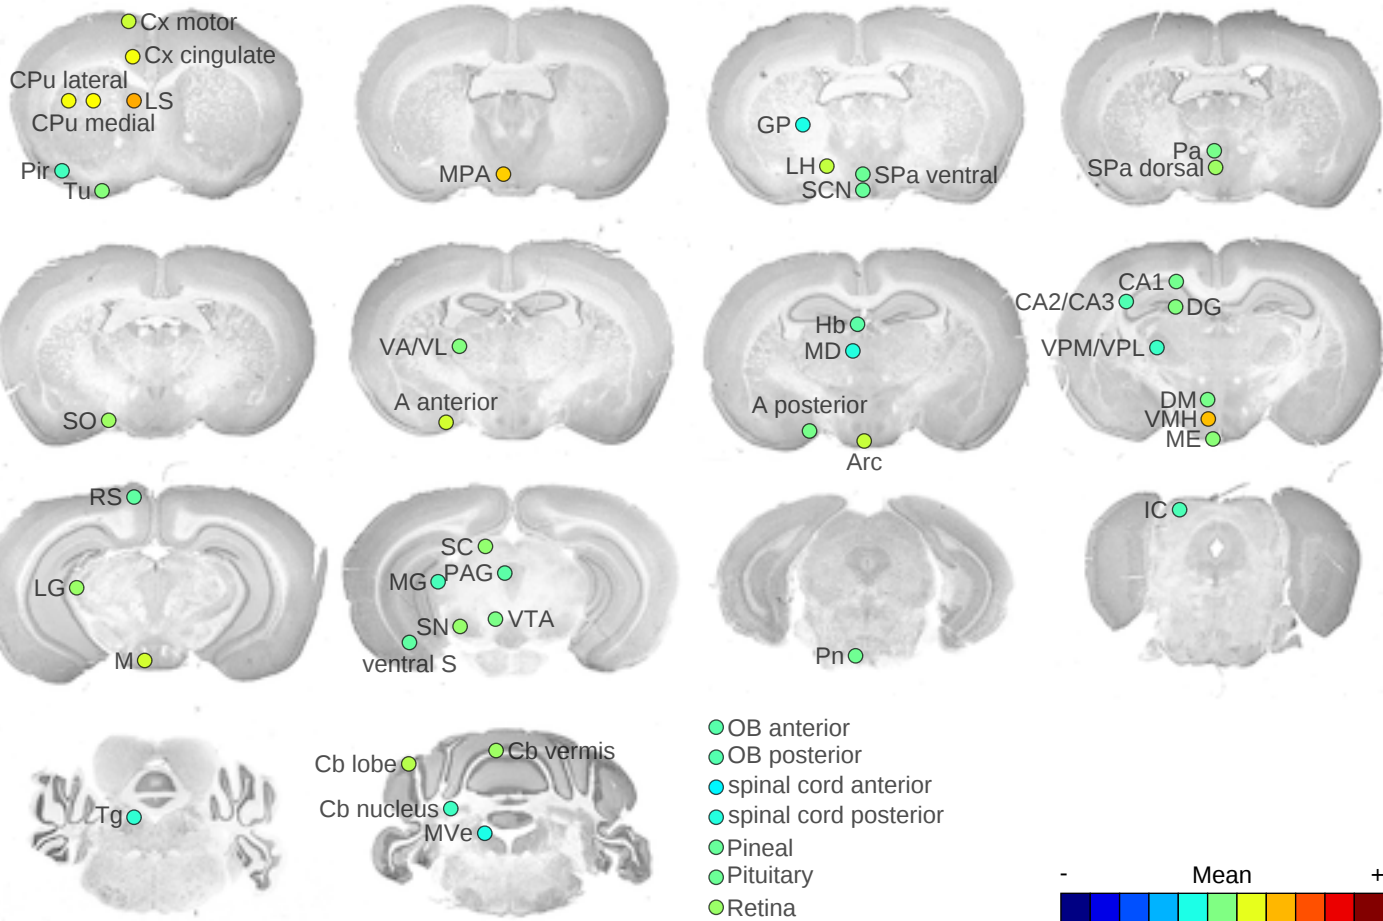 Cx motor
Cx cingulate
CPu lateral
LS
CPu medial
Pir
Tu
MPA
GP
LH
SPa ventral
SCN
Pa
SPa dorsal
SO
VA/VL
A anterior
Hb
MD
A posterior
Arc
CA1
CA2/CA3
DG
VPM/VPL
DM
VMH
ME
RS
LG
M
SC
MG
PAG
SN
VTA
ventral S
Pn
IC
Tg
Cb lobe
Cb vermis
Cb nucleus
MVe
OB anterior
OB posterior
spinal cord anterior
spinal cord posterior
Pineal
Pituitary
Retina
- Mean +